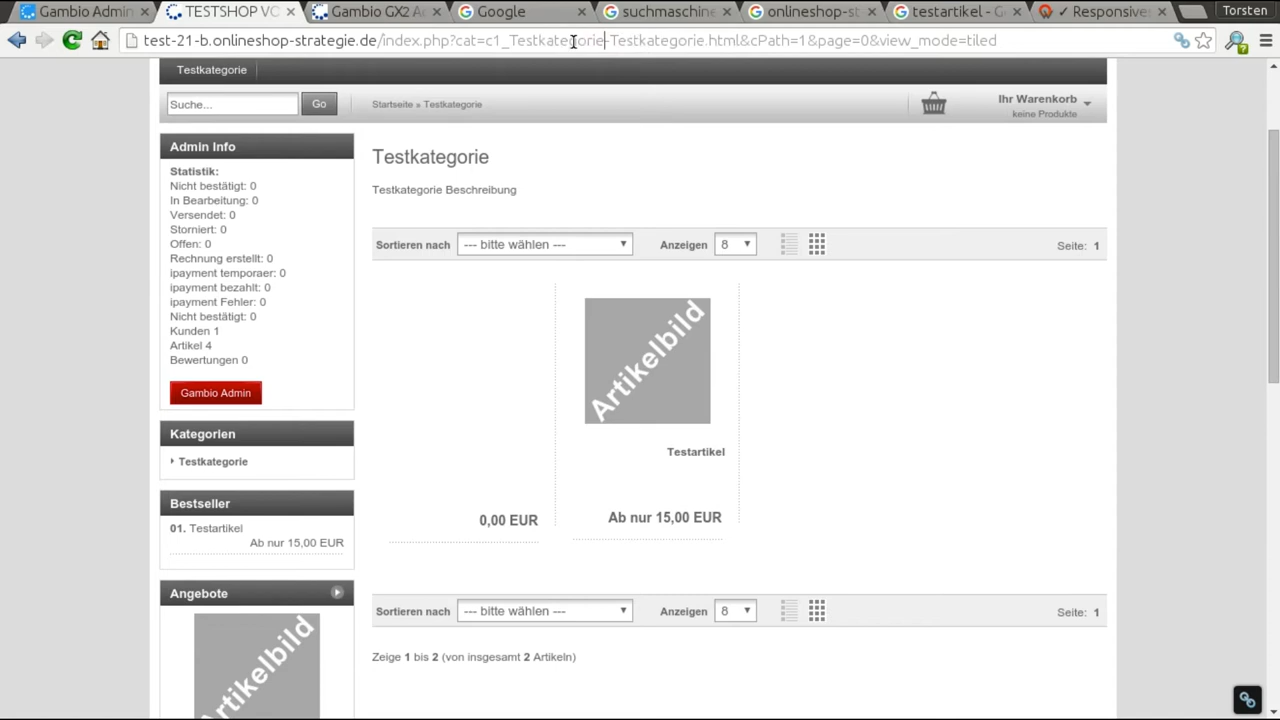 Gambio Admin
TESTSHOP VO
Gambio GX2 A
Google
suchmaschine
onlineshop-st
testartikel - G
✓ Responsive
Torsten
test-21-b.onlineshop-strategie.de/index.php?cat=c1_Testkategorie-Testkategorie.html&cPath=1&page=0&view_mode=tiled
Testkategorie
Suche...
Go
Startseite » Testkategorie
Ihr Warenkorb
keine Produkte
Admin Info
Statistik:
Nicht bestätigt: 0
In Bearbeitung: 0
Versendet: 0
Storniert: 0
Offen: 0
Rechnung erstellt: 0
ipayment temporaer: 0
ipayment bezahlt: 0
ipayment Fehler: 0
Nicht bestätigt: 0
Kunden 1
Artikel 4
Bewertungen 0
Gambio Admin
Kategorien
Testkategorie
Bestseller
01. Testartikel
Ab nur 15,00 EUR
Angebote
Artikelbild
Testkategorie
Testkategorie Beschreibung
Sortieren nach --- bitte wählen --- Anzeigen 8 Seite: 1
Artikelbild
Testartikel
0,00 EUR
Ab nur 15,00 EUR
Sortieren nach --- bitte wählen --- Anzeigen 8 Seite: 1
Zeige 1 bis 2 (von insgesamt 2 Artikeln)